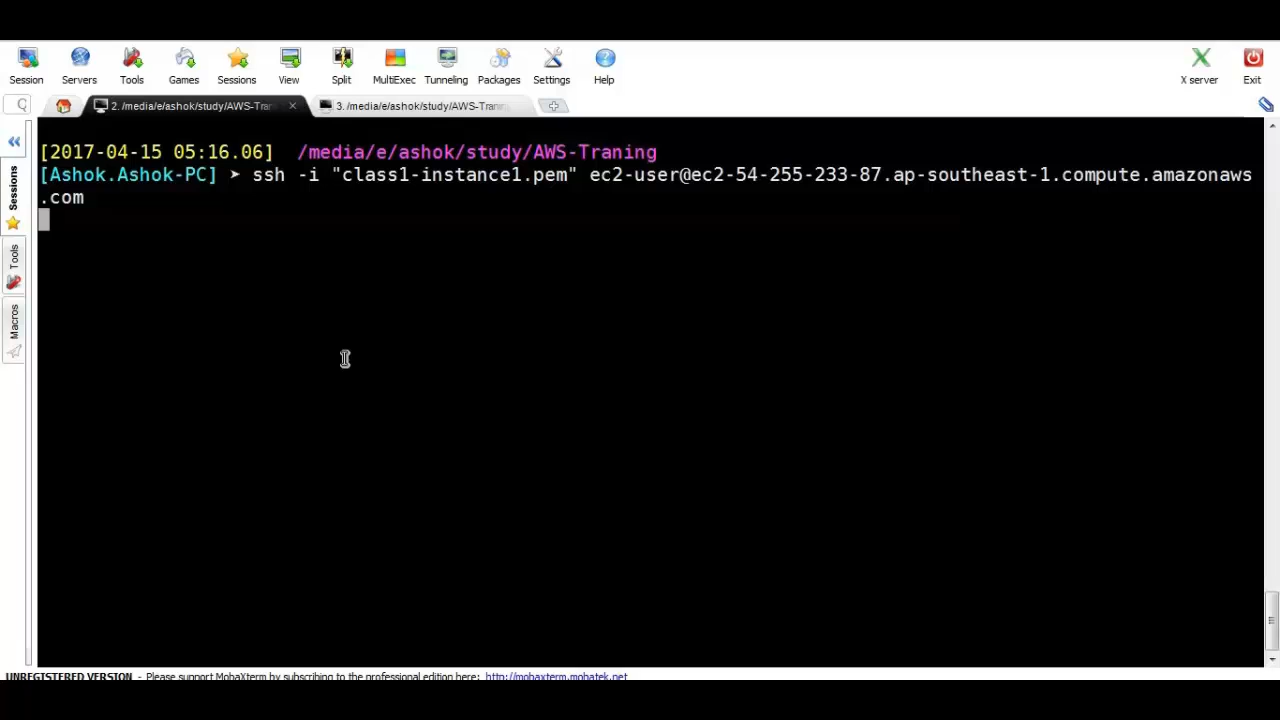 Session Servers Tools Games Sessions View Split MultiExec Tunneling Packages Settings Help X server Exit
2. /media/e/ashok/study/AWS-Tran 3. /media/e/ashok/study/AWS-Traning
[2017-04-15 05:16.06] /media/e/ashok/study/AWS-Traning
[Ashok.Ashok-PC] ➤ ssh -i "class1-instance1.pem" ec2-user@ec2-54-255-233-87.ap-southeast-1.compute.amazonaws
.com
Sessions
Tools
Macros
UNREGISTERED VERSION - Please support MobaXterm by subscribing to the professional edition here: http://mobaxterm.mobatek.net